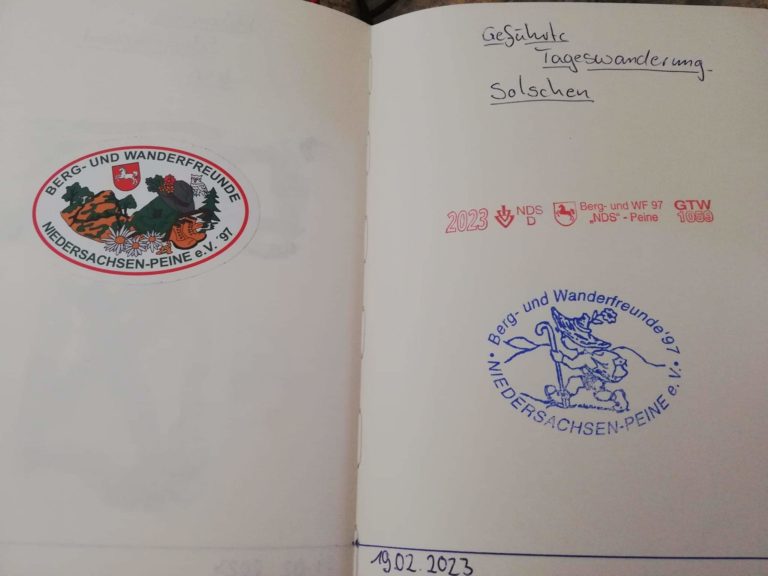 BERG- UND WANDERFREUNDE
NIEDERSACHSEN-PEINE e.V. '97
Geführte
Tageswanderung
Solschen
2023 IVV NDS D Berg- und WF 97 „NDS" - Peine GTW 1059
Berg- und Wanderfreunde '97
NIEDERSACHSEN-PEINE e.V.
19.02.2023